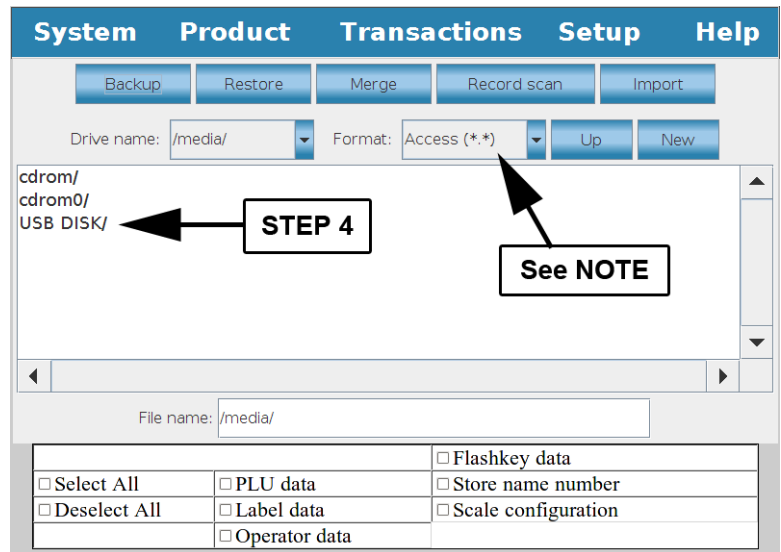 System Product Transactions Setup Help
Backup Restore Merge Record scan Import
Drive name: /media/ Format: Access (*.*) Up New
cdrom/
cdrom0/
USB DISK/
STEP 4
See NOTE
File name: /media/
Flashkey data
Select All PLU data Store name number
Deselect All Label data Scale configuration
Operator data